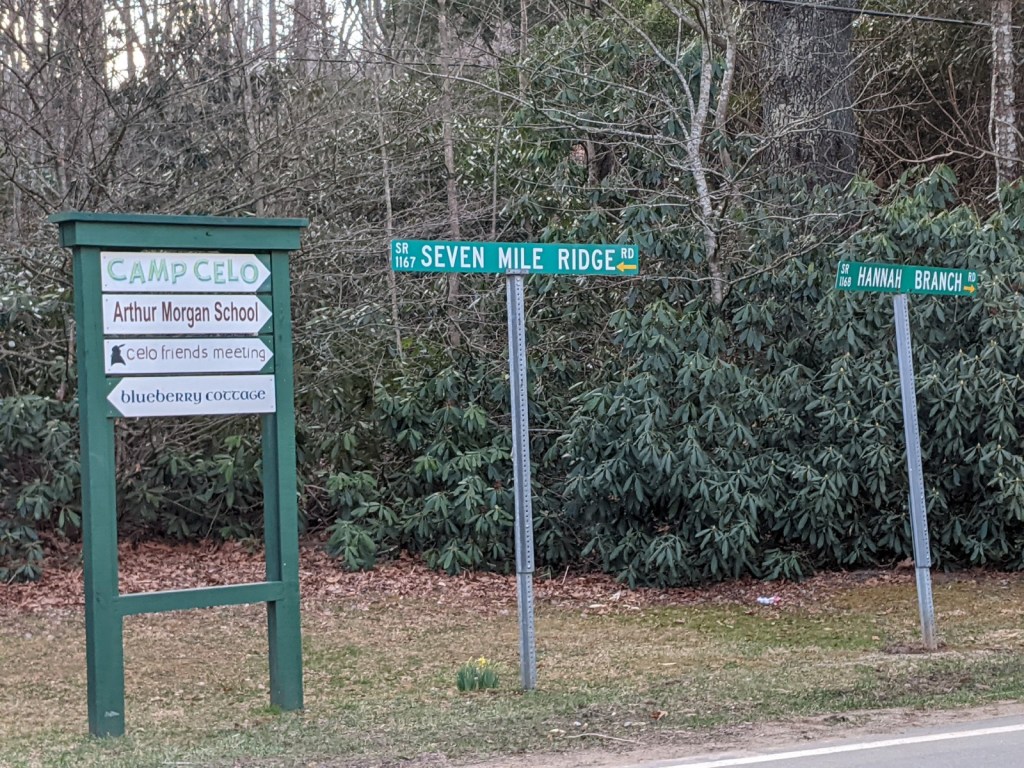 CAMP CELO
Arthur Morgan School
celo friends meeting
blueberry cottage
SR 1167 SEVEN MILE RIDGE RD
SR 1168 HANNAH BRANCH RD